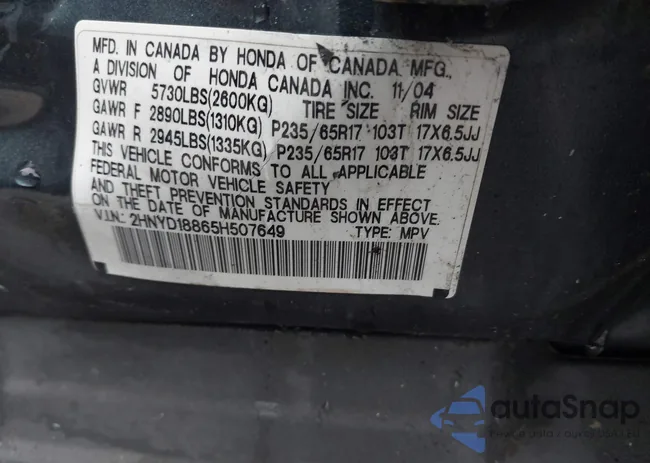 MFD. IN CANADA BY HONDA OF CANADA MFG.,
A DIVISION OF HONDA CANADA INC. 11/04
GVWR 5730LBS(2600KG) TIRE SIZE RIM SIZE
GAWR F 2890LBS(1310KG) P235/65R17 103T 17X6.5JJ
GAWR R 2945LBS(1335KG) P235/65R17 103T 17X6.5JJ
THIS VEHICLE CONFORMS TO ALL APPLICABLE
FEDERAL MOTOR VEHICLE SAFETY
AND THEFT PREVENTION STANDARDS IN EFFECT
ON THE DATE OF MANUFACTURE SHOWN ABOVE.
V.I.N.: 2HNYD18865H507649 TYPE: MPV
autoSnap